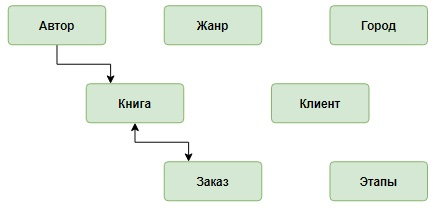 Автор
Жанр
Город
Книга
Клиент
Заказ
Этапы